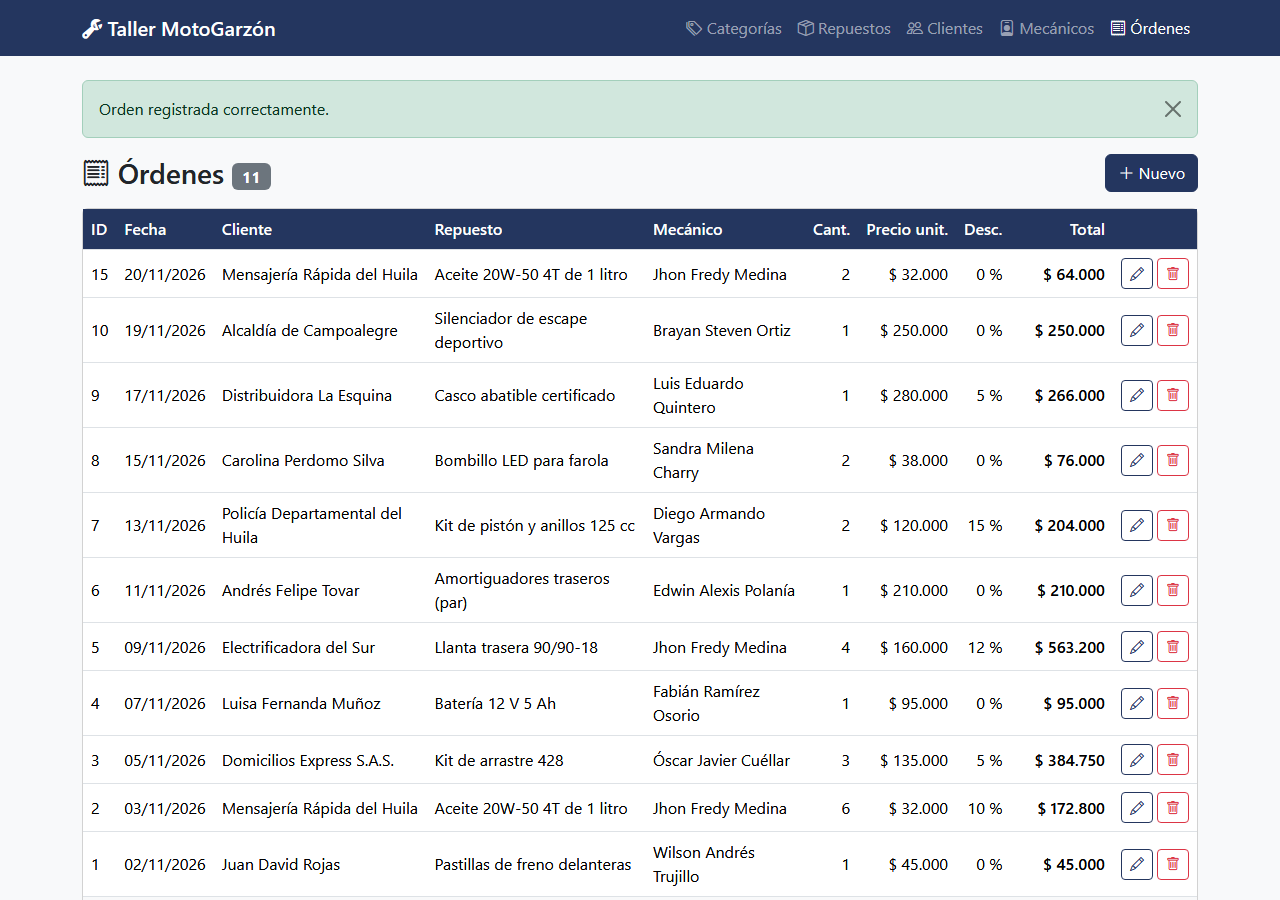 Taller MotoGarzón Categorías Repuestos Clientes Mecánicos Órdenes
Orden registrada correctamente.
Órdenes 11 + Nuevo
ID Fecha Cliente Repuesto Mecánico Cant. Precio unit. Desc. Total
15 20/11/2026 Mensajería Rápida del Huila Aceite 20W-50 4T de 1 litro Jhon Fredy Medina 2 $ 32.000 0 % $ 64.000
10 19/11/2026 Alcaldía de Campoalegre Silenciador de escape deportivo Brayan Steven Ortiz 1 $ 250.000 0 % $ 250.000
9 17/11/2026 Distribuidora La Esquina Casco abatible certificado Luis Eduardo Quintero 1 $ 280.000 5 % $ 266.000
8 15/11/2026 Carolina Perdomo Silva Bombillo LED para farola Sandra Milena Charry 2 $ 38.000 0 % $ 76.000
7 13/11/2026 Policía Departamental del Huila Kit de pistón y anillos 125 cc Diego Armando Vargas 2 $ 120.000 15 % $ 204.000
6 11/11/2026 Andrés Felipe Tovar Amortiguadores traseros (par) Edwin Alexis Polanía 1 $ 210.000 0 % $ 210.000
5 09/11/2026 Electrificadora del Sur Llanta trasera 90/90-18 Jhon Fredy Medina 4 $ 160.000 12 % $ 563.200
4 07/11/2026 Luisa Fernanda Muñoz Batería 12 V 5 Ah Fabián Ramírez Osorio 1 $ 95.000 0 % $ 95.000
3 05/11/2026 Domicilios Express S.A.S. Kit de arrastre 428 Óscar Javier Cuéllar 3 $ 135.000 5 % $ 384.750
2 03/11/2026 Mensajería Rápida del Huila Aceite 20W-50 4T de 1 litro Jhon Fredy Medina 6 $ 32.000 10 % $ 172.800
1 02/11/2026 Juan David Rojas Pastillas de freno delanteras Wilson Andrés Trujillo 1 $ 45.000 0 % $ 45.000